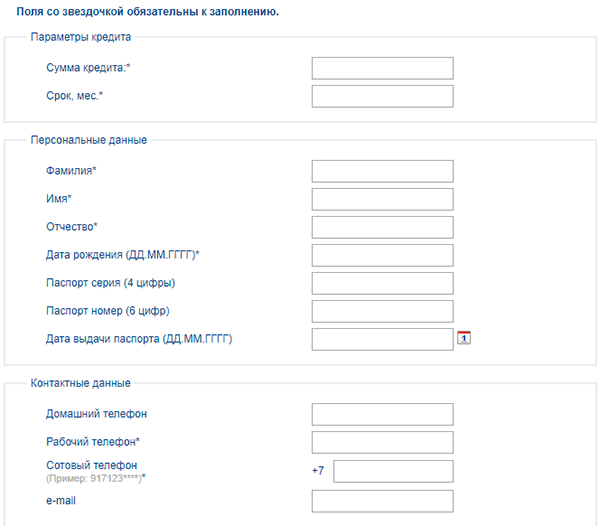 Поля со звездочкой обязательны к заполнению.
Параметры кредита
Сумма кредита:*
Срок, мес.*
Персональные данные
Фамилия*
Имя*
Отчество*
Дата рождения (ДД.ММ.ГГГГ)*
Паспорт серия (4 цифры)
Паспорт номер (6 цифр)
Дата выдачи паспорта (ДД.ММ.ГГГГ)
1
Контактные данные
Домашний телефон
Рабочий телефон*
Сотовый телефон
(Пример: 917123****)*
+7
e-mail